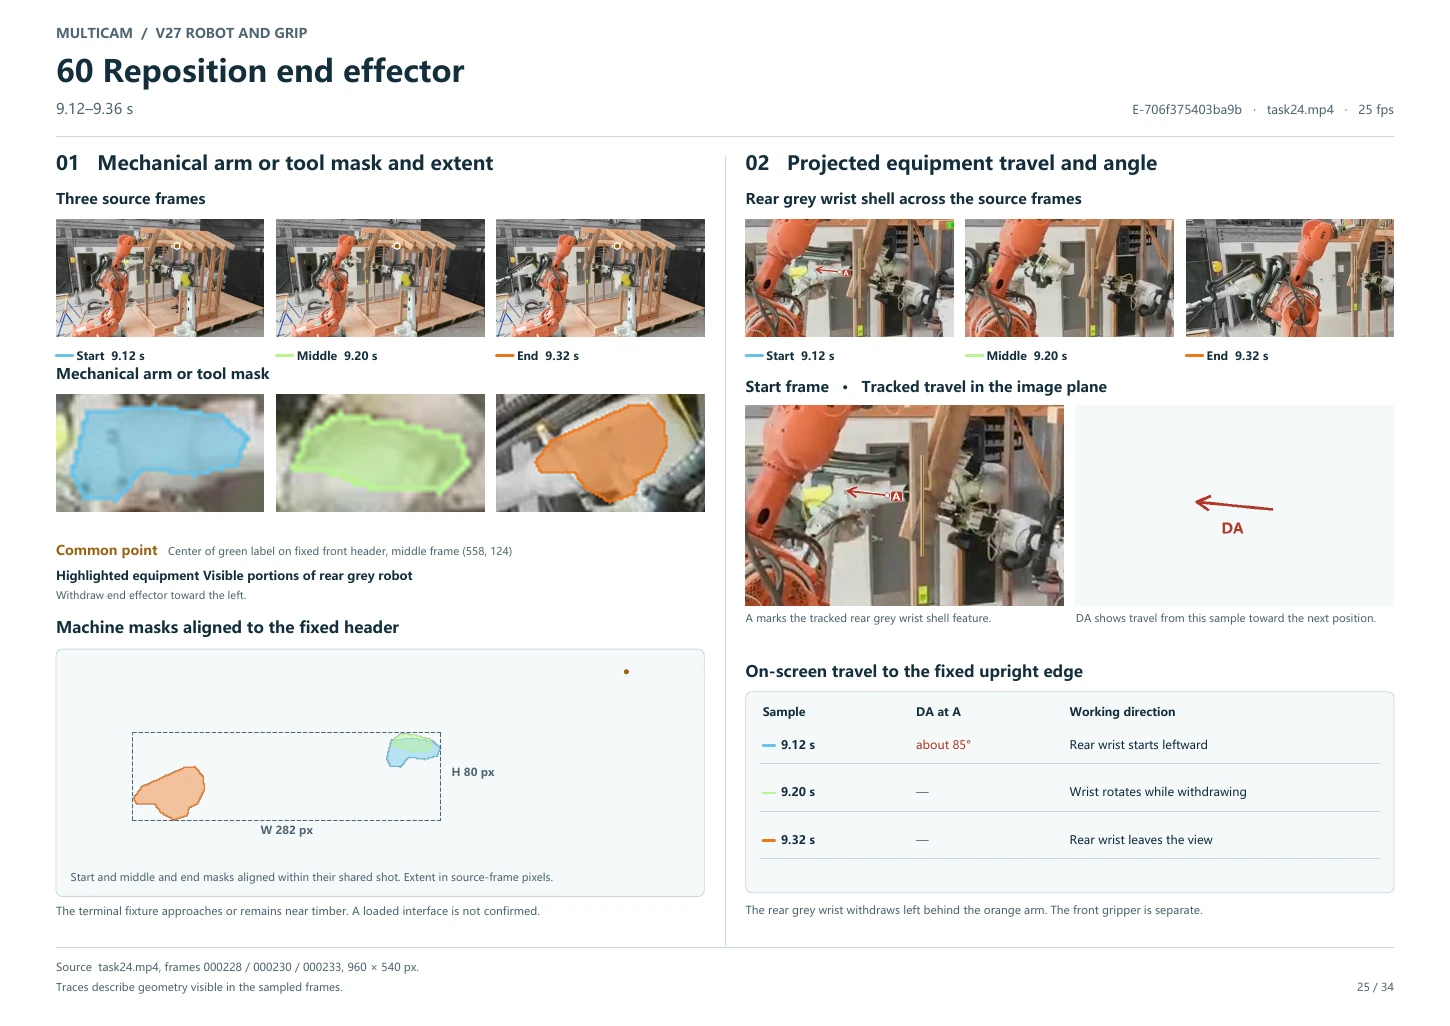 MULTICAM / V27 ROBOT AND GRIP
60 Reposition end effector
9.12–9.36 s
E-706f375403ba9b · task24.mp4 · 25 fps
01 Mechanical arm or tool mask and extent
Three source frames
Start 9.12 s
Middle 9.20 s
End 9.32 s
Mechanical arm or tool mask
Common point Center of green label on fixed front header, middle frame (558, 124)
Highlighted equipment Visible portions of rear grey robot
Withdraw end effector toward the left.
Machine masks aligned to the fixed header
H 80 px
W 282 px
Start and middle and end masks aligned within their shared shot. Extent in source-frame pixels.
The terminal fixture approaches or remains near timber. A loaded interface is not confirmed.
02 Projected equipment travel and angle
Rear grey wrist shell across the source frames
A
Start 9.12 s
Middle 9.20 s
End 9.32 s
Start frame • Tracked travel in the image plane
A
DA
A marks the tracked rear grey wrist shell feature.
DA shows travel from this sample toward the next position.
On-screen travel to the fixed upright edge
Sample DA at A Working direction
9.12 s about 85° Rear wrist starts leftward
9.20 s — Wrist rotates while withdrawing
9.32 s — Rear wrist leaves the view
The rear grey wrist withdraws left behind the orange arm. The front gripper is separate.
Source task24.mp4, frames 000228 / 000230 / 000233, 960 × 540 px.
Traces describe geometry visible in the sampled frames.
25 / 34